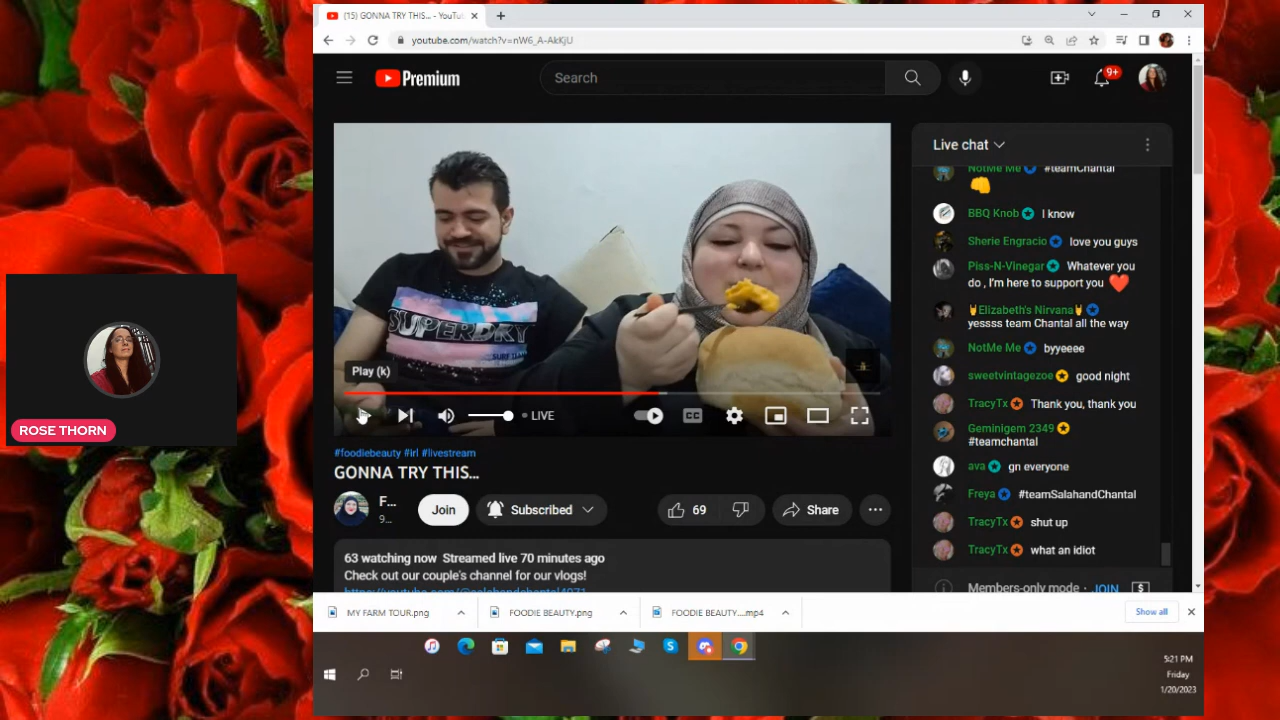 (15) GONNA TRY THIS... - YouTu
youtube.com/watch?v=nW6_A-AkKjU
Premium
Search
9+
SUPERDRY
SURF TEAM
Play (k)
LIVE
CC
#foodiebeauty #irl #livestream
GONNA TRY THIS...
F...
9...
Join
Subscribed
69
Share
63 watching now Streamed live 70 minutes ago
Check out our couple's channel for our vlogs!
Live chat
NotMe Me #teamChantal
BBQ Knob I know
Sherie Engracio love you guys
Piss-N-Vinegar Whatever you
do , I'm here to support you
Elizabeth's Nirvana
yessss team Chantal all the way
NotMe Me byyeeee
sweetvintagezoe good night
TracyTx Thank you, thank you
Geminigem 2349
#teamchantal
ava gn everyone
Freya #teamSalahandChantal
TracyTx shut up
TracyTx what an idiot
Members-only mode · JOIN
ROSE THORN
MY FARM TOUR.png
FOODIE BEAUTY.png
FOODIE BEAUTY....mp4
Show all
5:21 PM
Friday
1/20/2023